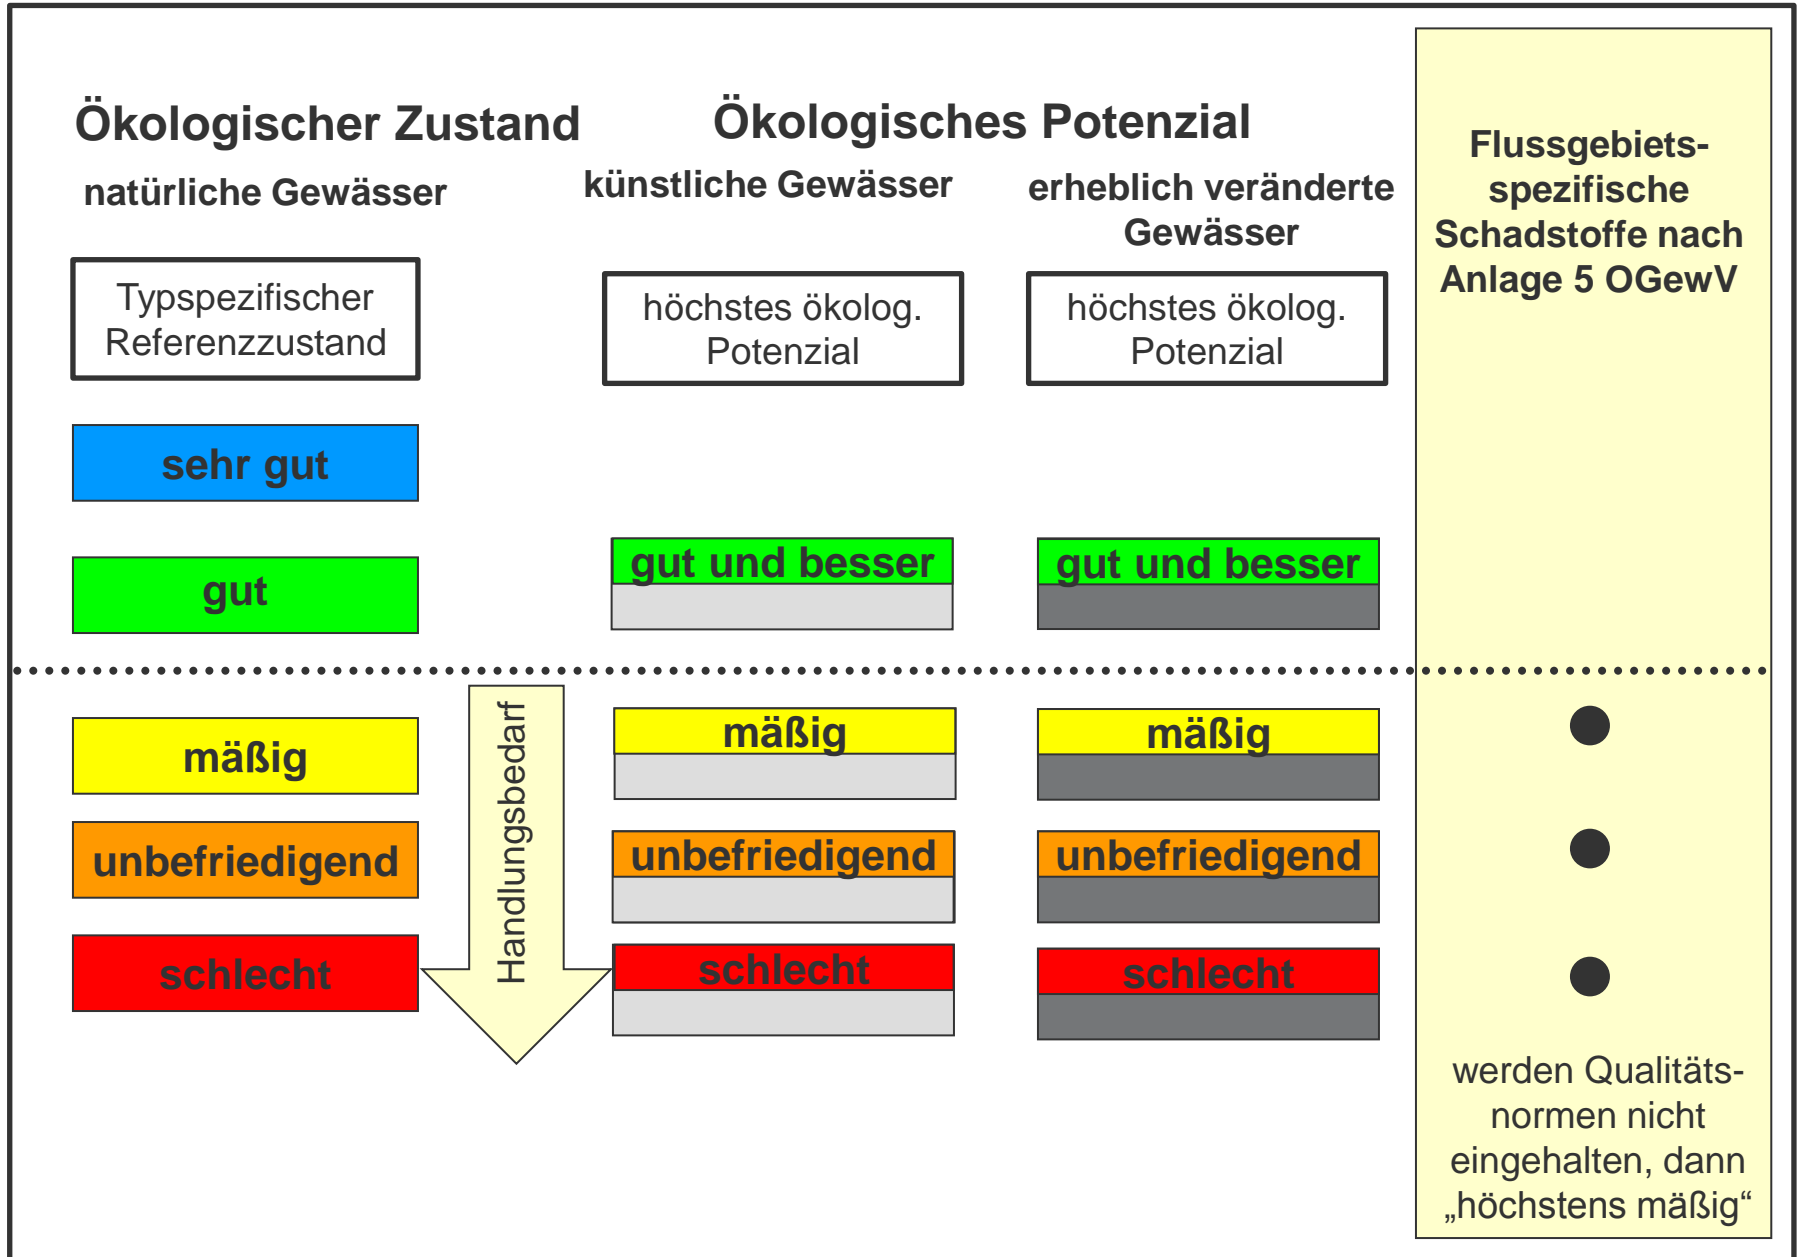 Ökologischer Zustand
natürliche Gewässer
Typspezifischer
Referenzzustand
sehr gut
gut
mäßig
unbefriedigend
schlecht
Handlungsbedarf
Ökologisches Potenzial
künstliche Gewässer
höchstes ökolog.
Potenzial
gut und besser
mäßig
unbefriedigend
schlecht
erheblich veränderte
Gewässer
höchstes ökolog.
Potenzial
gut und besser
mäßig
unbefriedigend
schlecht
Flussgebiets-
spezifische
Schadstoffe nach
Anlage 5 OGewV
werden Qualitäts-
normen nicht
eingehalten, dann
„höchstens mäßig“